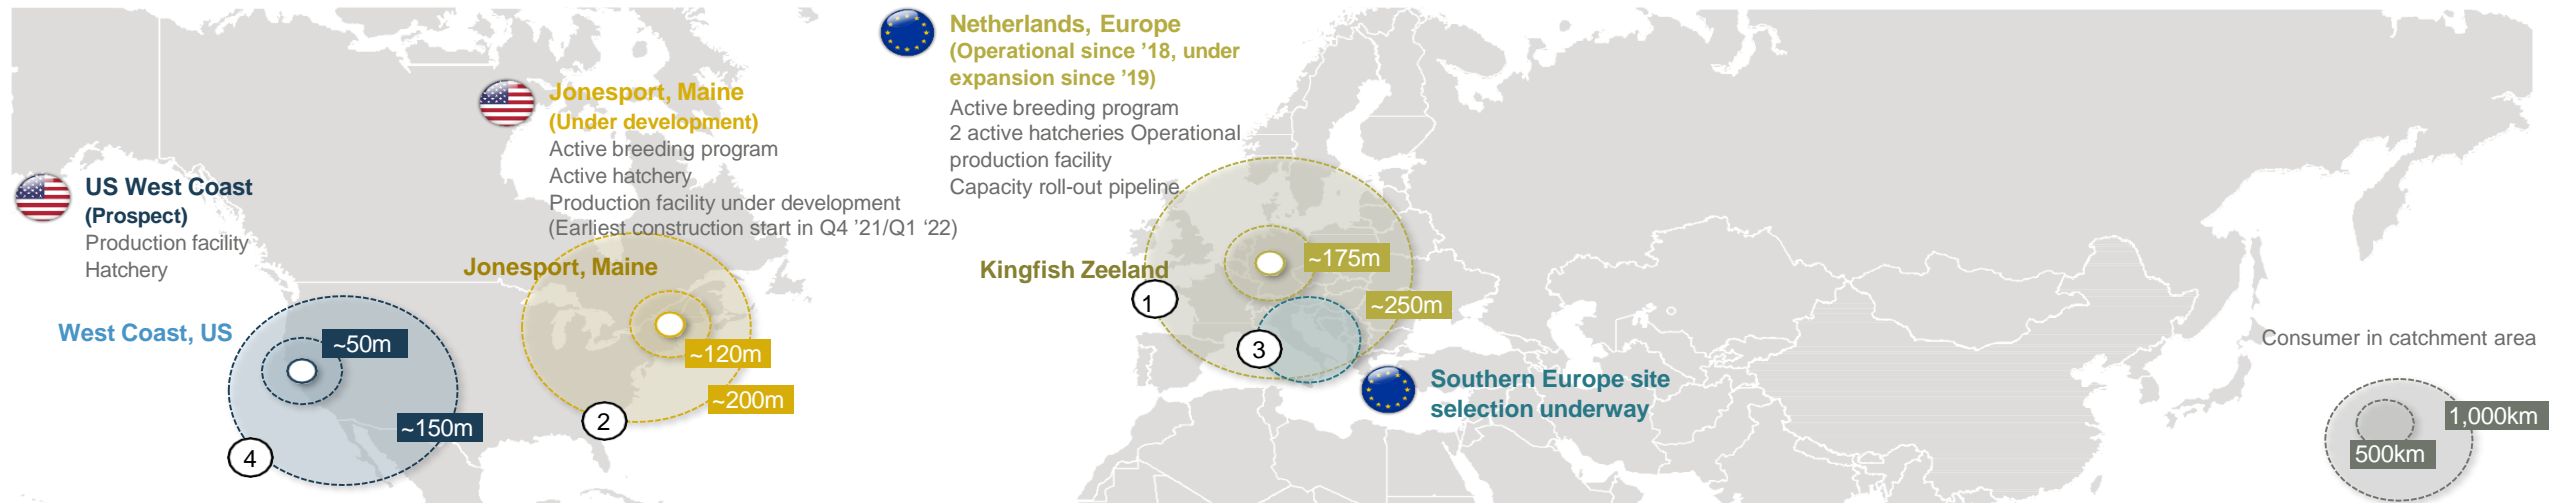 US West Coast
(Prospect)
Production facility
Hatchery
West Coast, US
~50m
~150m
4
Jonesport, Maine
(Under development)
Active breeding program
Active hatchery
Production facility under development
(Earliest construction start in Q4 ’21/Q1 ‘22)
Jonesport, Maine
~120m
~200m
2
Netherlands, Europe
(Operational since ’18, under
expansion since ’19)
Active breeding program
2 active hatcheries Operational
production facility
Capacity roll-out pipeline
Kingfish Zeeland
1
~175m
~250m
3
Southern Europe site
selection underway
Consumer in catchment area
1,000km
500km